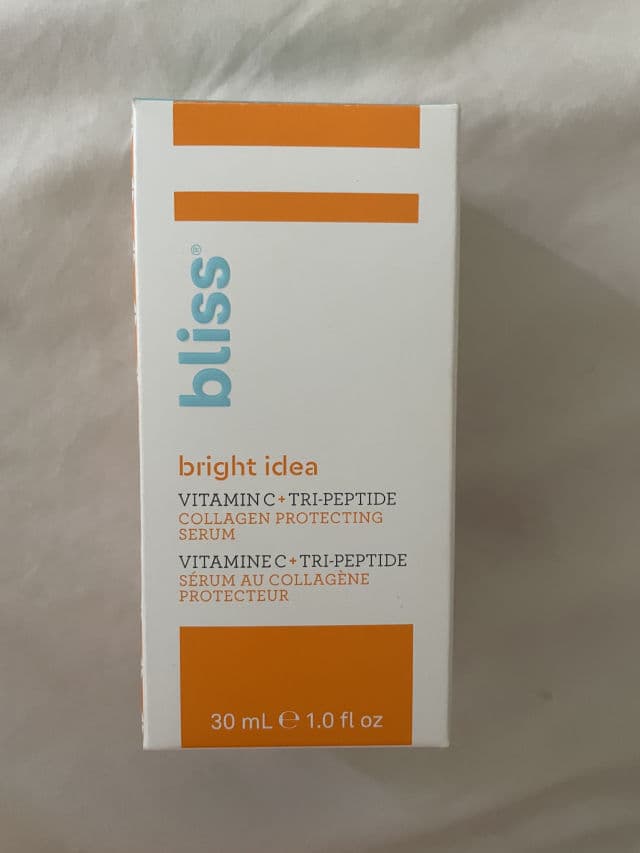 bliss®
bright idea
VITAMIN C + TRI-PEPTIDE
COLLAGEN PROTECTING
SERUM
VITAMINE C + TRI-PEPTIDE
SÉRUM AU COLLAGÈNE
PROTECTEUR
30 mL ℮ 1.0 fl oz